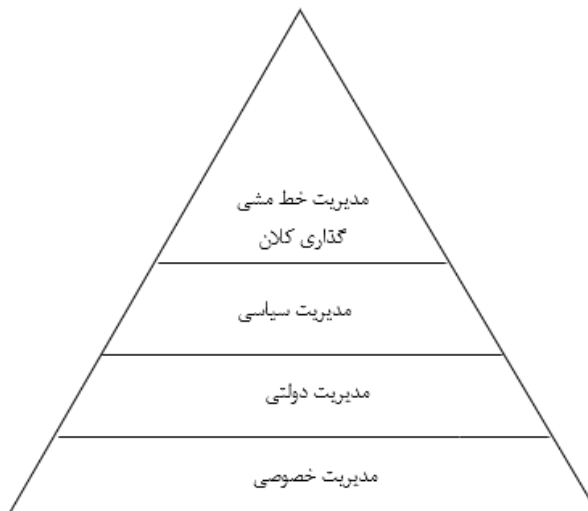 مدیریت خط مشی
گذاری کلان
مدیریت سیاسی
مدیریت دولتی
مدیریت خصوصی